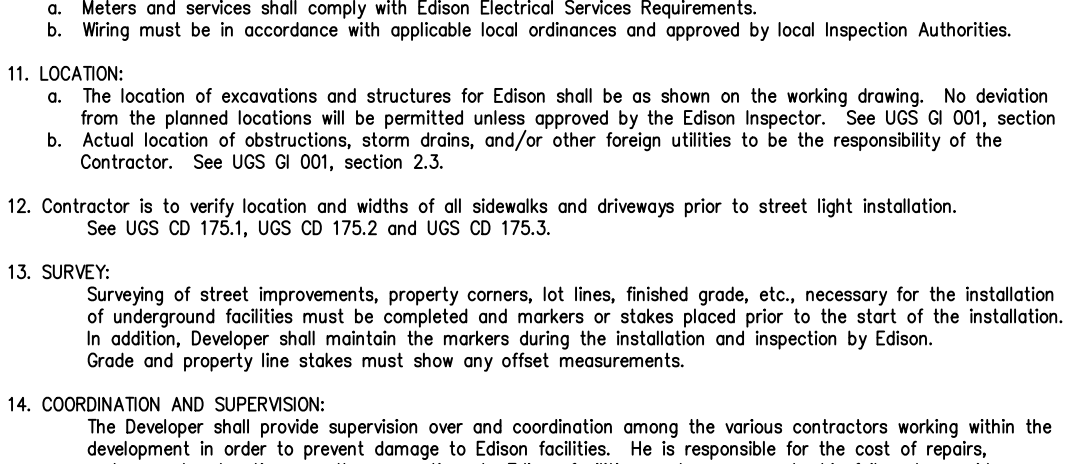 a. Meters and services shall comply with Edison Electrical Services Requirements.
b. Wiring must be in accordance with applicable local ordinances and approved by local Inspection Authorities.
11. LOCATION:
a. The location of excavations and structures for Edison shall be as shown on the working drawing. No deviation
from the planned locations will be permitted unless approved by the Edison Inspector. See UGS GI 001, section
b. Actual location of obstructions, storm drains, and/or other foreign utilities to be the responsibility of the
Contractor. See UGS GI 001, section 2.3.
12. Contractor is to verify location and widths of all sidewalks and driveways prior to street light installation.
See UGS CD 175.1, UGS CD 175.2 and UGS CD 175.3.
13. SURVEY:
Surveying of street improvements, property corners, lot lines, finished grade, etc., necessary for the installation
of underground facilities must be completed and markers or stakes placed prior to the start of the installation.
In addition, Developer shall maintain the markers during the installation and inspection by Edison.
Grade and property line stakes must show any offset measurements.
14. COORDINATION AND SUPERVISION:
The Developer shall provide supervision over and coordination among the various contractors working within the
development in order to prevent damage to Edison facilities. He is responsible for the cost of repairs,